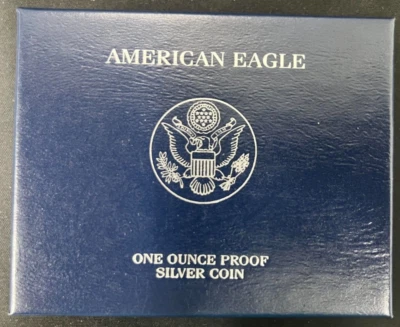 AMERICAN EAGLE
ONE OUNCE PROOF
SILVER COIN